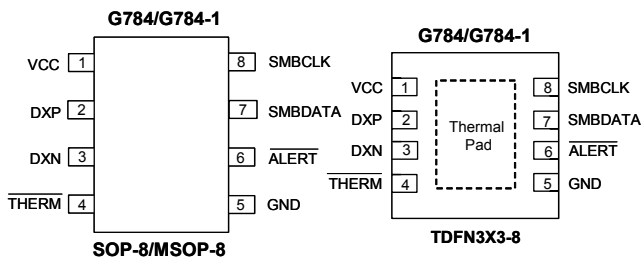 G784/G784-1
VCC 1 8 SMBCLK
DXP 2 7 SMBDATA
DXN 3 6 ALERT
THERM 4 5 GND
SOP-8/MSOP-8
G784/G784-1
VCC 1 8 SMBCLK
DXP 2 7 SMBDATA
Thermal
Pad
DXN 3 6 ALERT
THERM 4 5 GND
TDFN3X3-8